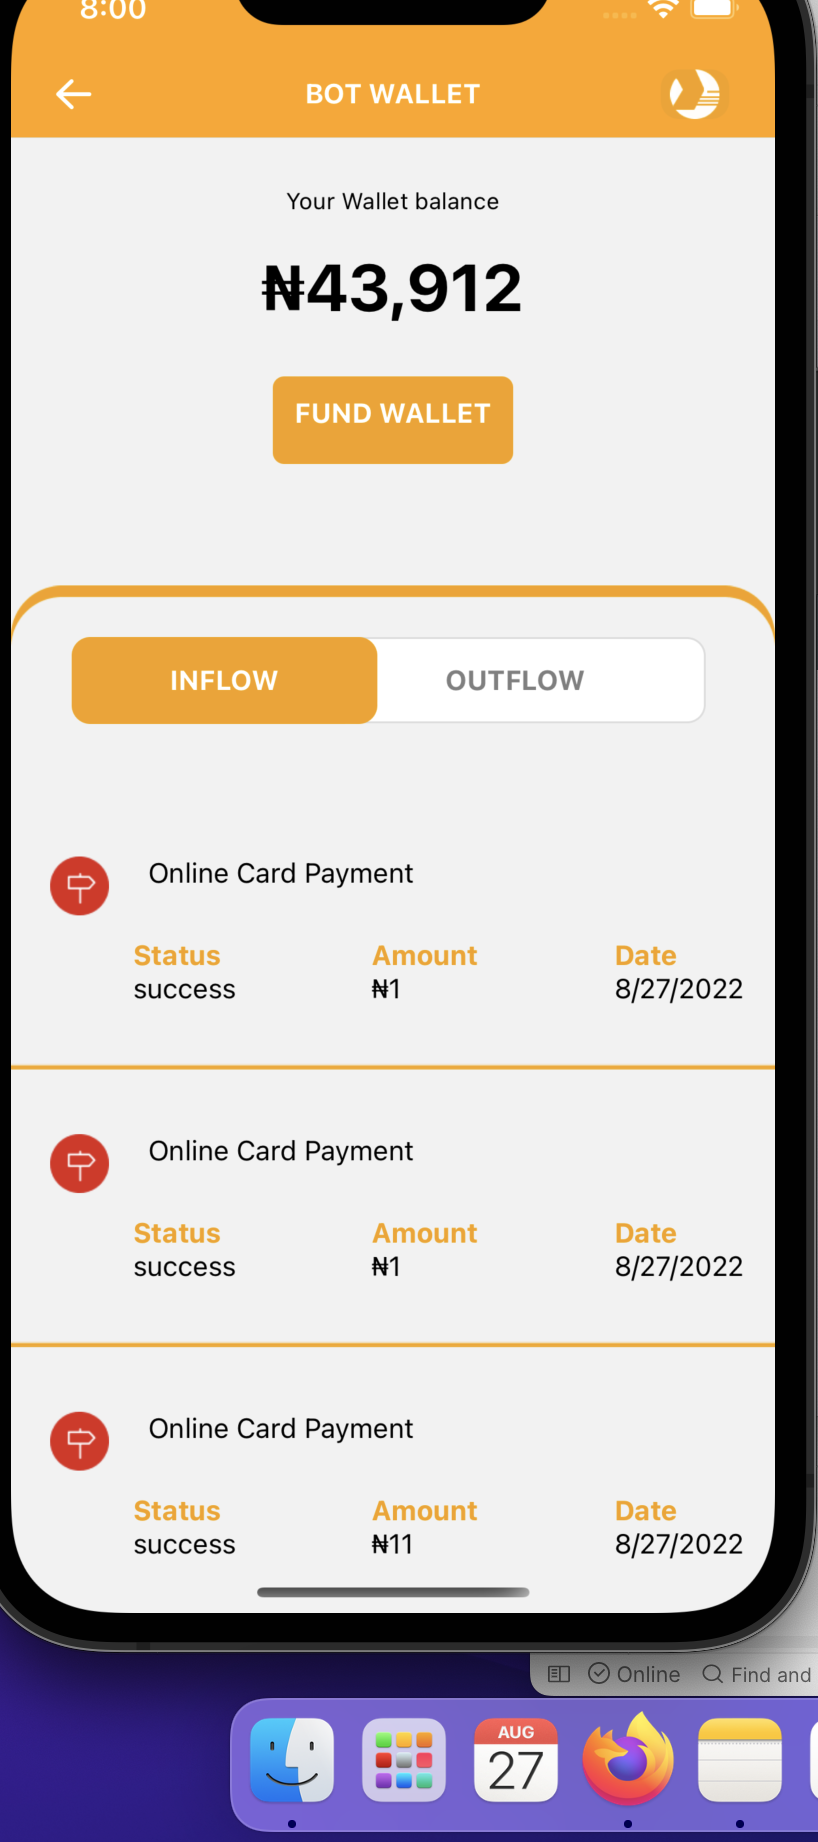 8:00
BOT WALLET
Your Wallet balance
₦43,912
FUND WALLET
INFLOW OUTFLOW
Online Card Payment
Status Amount Date
success ₦1 8/27/2022
Online Card Payment
Status Amount Date
success ₦1 8/27/2022
Online Card Payment
Status Amount Date
success ₦11 8/27/2022
Online Find and
AUG
27